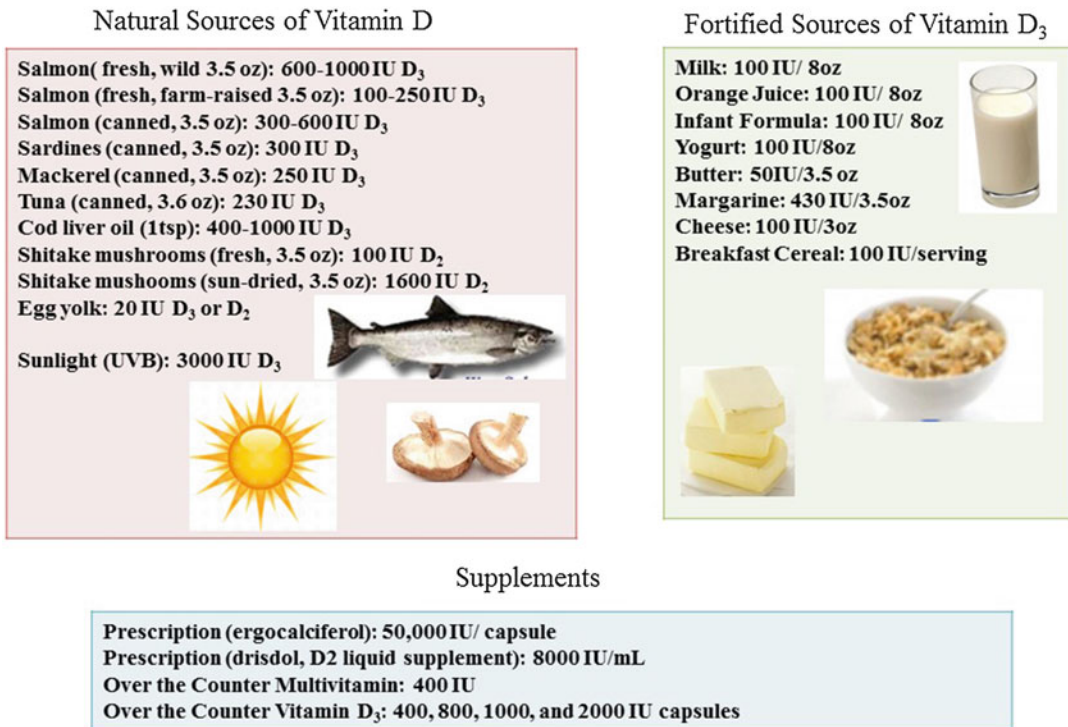 Natural Sources of Vitamin D
Salmon( fresh, wild 3.5 oz): 600-1000 IU D₃
Salmon (fresh, farm-raised 3.5 oz): 100-250 IU D₃
Salmon (canned, 3.5 oz): 300-600 IU D₃
Sardines (canned, 3.5 oz): 300 IU D₃
Mackerel (canned, 3.5 oz): 250 IU D₃
Tuna (canned, 3.6 oz): 230 IU D₃
Cod liver oil (1tsp): 400-1000 IU D₃
Shitake mushrooms (fresh, 3.5 oz): 100 IU D₂
Shitake mushooms (sun-dried, 3.5 oz): 1600 IU D₂
Egg yolk: 20 IU D₃ or D₂
Sunlight (UVB): 3000 IU D₃
Fortified Sources of Vitamin D₃
Milk: 100 IU/ 8oz
Orange Juice: 100 IU/ 8oz
Infant Formula: 100 IU/ 8oz
Yogurt: 100 IU/8oz
Butter: 50IU/3.5 oz
Margarine: 430 IU/3.5oz
Cheese: 100 IU/3oz
Breakfast Cereal: 100 IU/serving
Supplements
Prescription (ergocalciferol): 50,000 IU/ capsule
Prescription (drisdol, D2 liquid supplement): 8000 IU/mL
Over the Counter Multivitamin: 400 IU
Over the Counter Vitamin D₃: 400, 800, 1000, and 2000 IU capsules